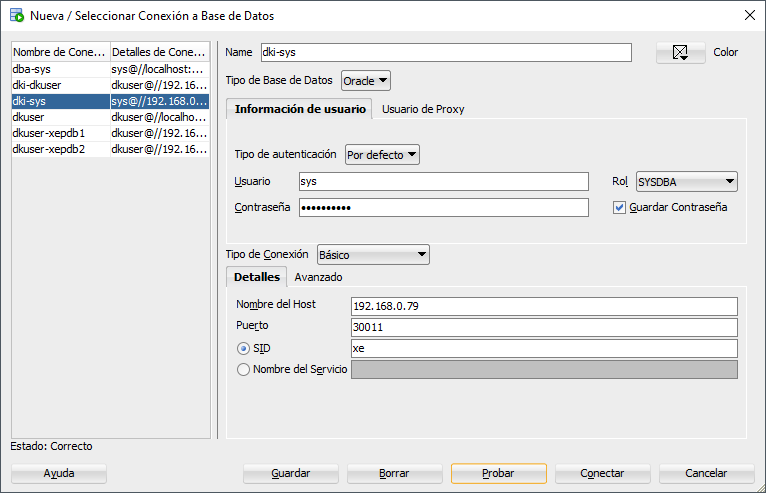 Nueva / Seleccionar Conexión a Base de Datos
Nombre de Cone... Detalles de Cone...
dba-sys sys@//localhost:...
dki-dkuser dkuser@//192.16...
dki-sys sys@//192.168.0...
dkuser dkuser@//localho...
dkuser-xepdb1 dkuser@//192.16...
dkuser-xepdb2 dkuser@//192.16...
Name dki-sys Color
Tipo de Base de Datos Oracle
Información de usuario Usuario de Proxy
Tipo de autenticación Por defecto
Usuario sys Rol SYSDBA
Contraseña •••••••••• Guardar Contraseña
Tipo de Conexión Básico
Detalles Avanzado
Nombre del Host 192.168.0.79
Puerto 30011
SID xe
Nombre del Servicio
Estado: Correcto
Ayuda Guardar Borrar Probar Conectar Cancelar